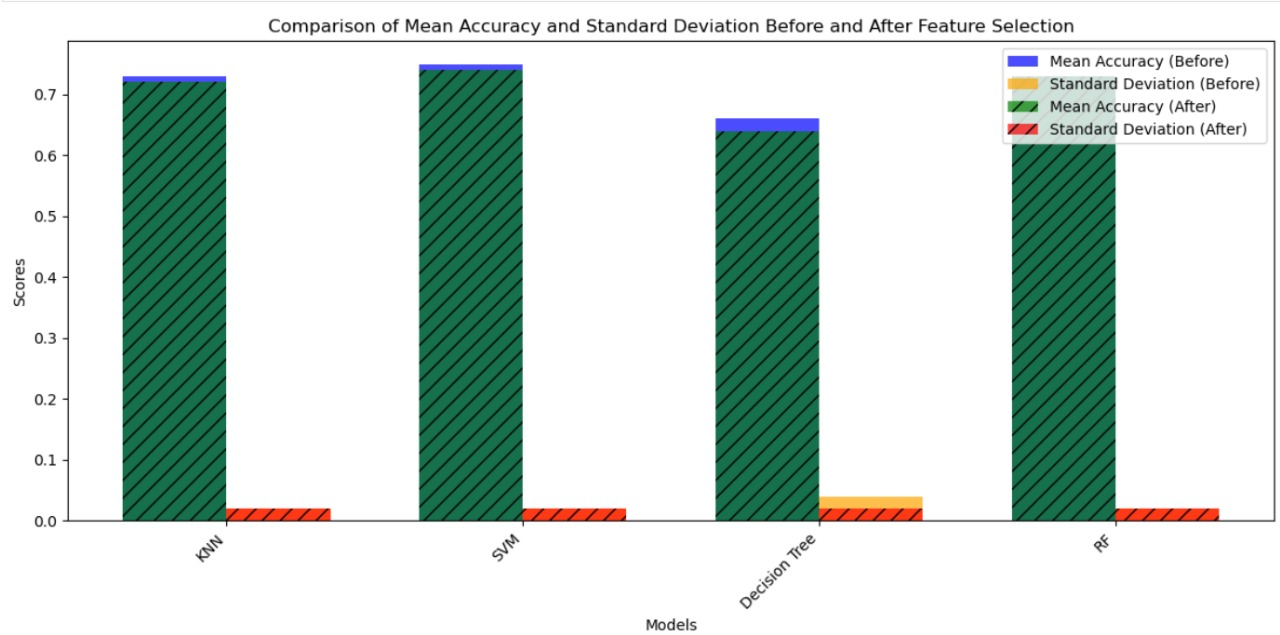 Comparison of Mean Accuracy and Standard Deviation Before and After Feature Selection
Mean Accuracy (Before)
Standard Deviation (Before)
Mean Accuracy (After)
Standard Deviation (After)
Scores
0.7
0.6
0.5
0.4
0.3
0.2
0.1
0.0
KNN
SVM
Decision Tree
RF
Models